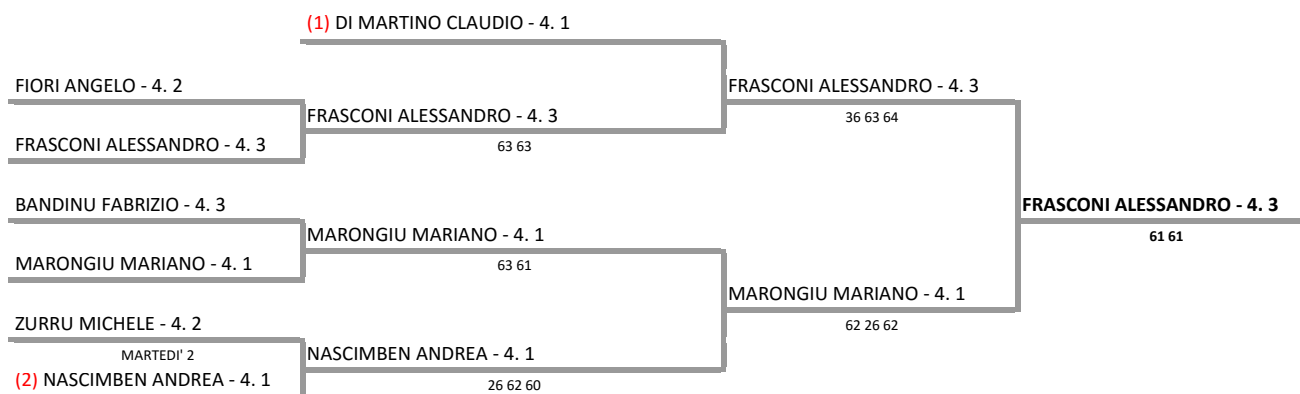 (1) DI MARTINO CLAUDIO - 4. 1
FIORI ANGELO - 4. 2
FRASCONI ALESSANDRO - 4. 3
36 63 64
FRASCONI ALESSANDRO - 4. 3
63 63
FRASCONI ALESSANDRO - 4. 3
BANDINU FABRIZIO - 4. 3
FRASCONI ALESSANDRO - 4. 3
61 61
MARONGIU MARIANO - 4. 1
63 61
MARONGIU MARIANO - 4. 1
MARONGIU MARIANO - 4. 1
62 26 62
ZURRU MICHELE - 4. 2
MARTEDI' 2
NASCIMBEN ANDREA - 4. 1
26 62 60
(2) NASCIMBEN ANDREA - 4. 1